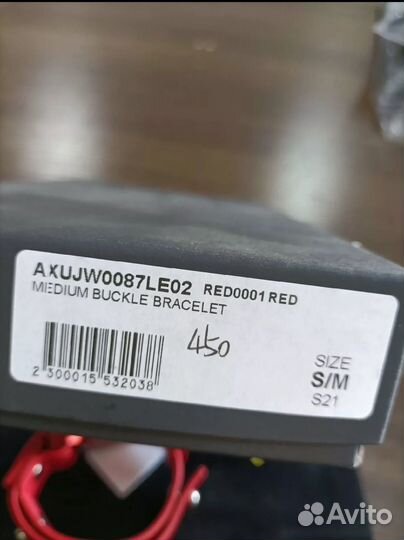 AXUJW0087LE02 RED0001 RED
MEDIUM BUCKLE BRACELET
450
2 300015 532038
SIZE
S/M
S21
Avito